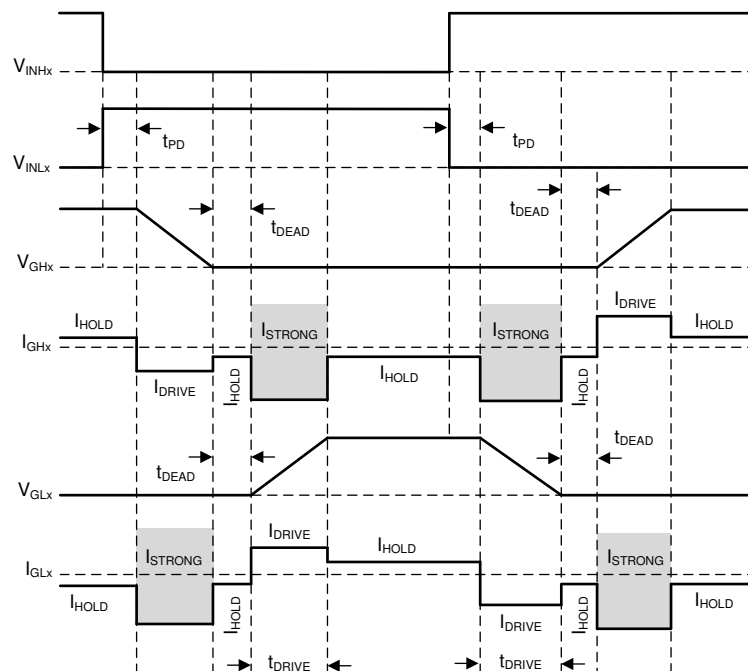 VINHx
tPD
tPD
VINLx
tDEAD
tDEAD
VGHx
IDRIVE
IHOLD
ISTRONG
ISTRONG
IHOLD
IGHx
IDRIVE
IHOLD
IHOLD
IHOLD
tDEAD
tDEAD
VGLx
IDRIVE
ISTRONG
IHOLD
ISTRONG
IGLx
IHOLD
IHOLD
IDRIVE
IHOLD
IHOLD
tDRIVE
tDRIVE